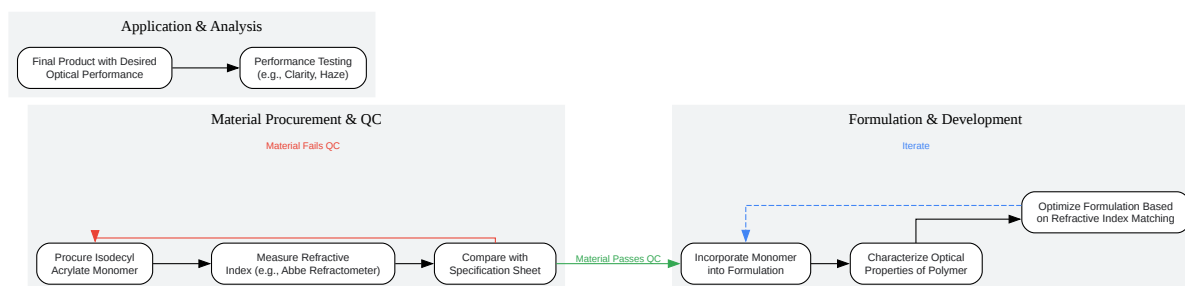 Application & Analysis
Final Product with Desired
Optical Performance
Performance Testing
(e.g., Clarity, Haze)
Material Procurement & QC
Material Fails QC
Procure Isodecyl
Acrylate Monomer
Measure Refractive
Index (e.g., Abbe Refractometer)
Compare with
Specification Sheet
Material Passes QC
Formulation & Development
Iterate
Incorporate Monomer
into Formulation
Characterize Optical
Properties of Polymer
Optimize Formulation Based
on Refractive Index Matching